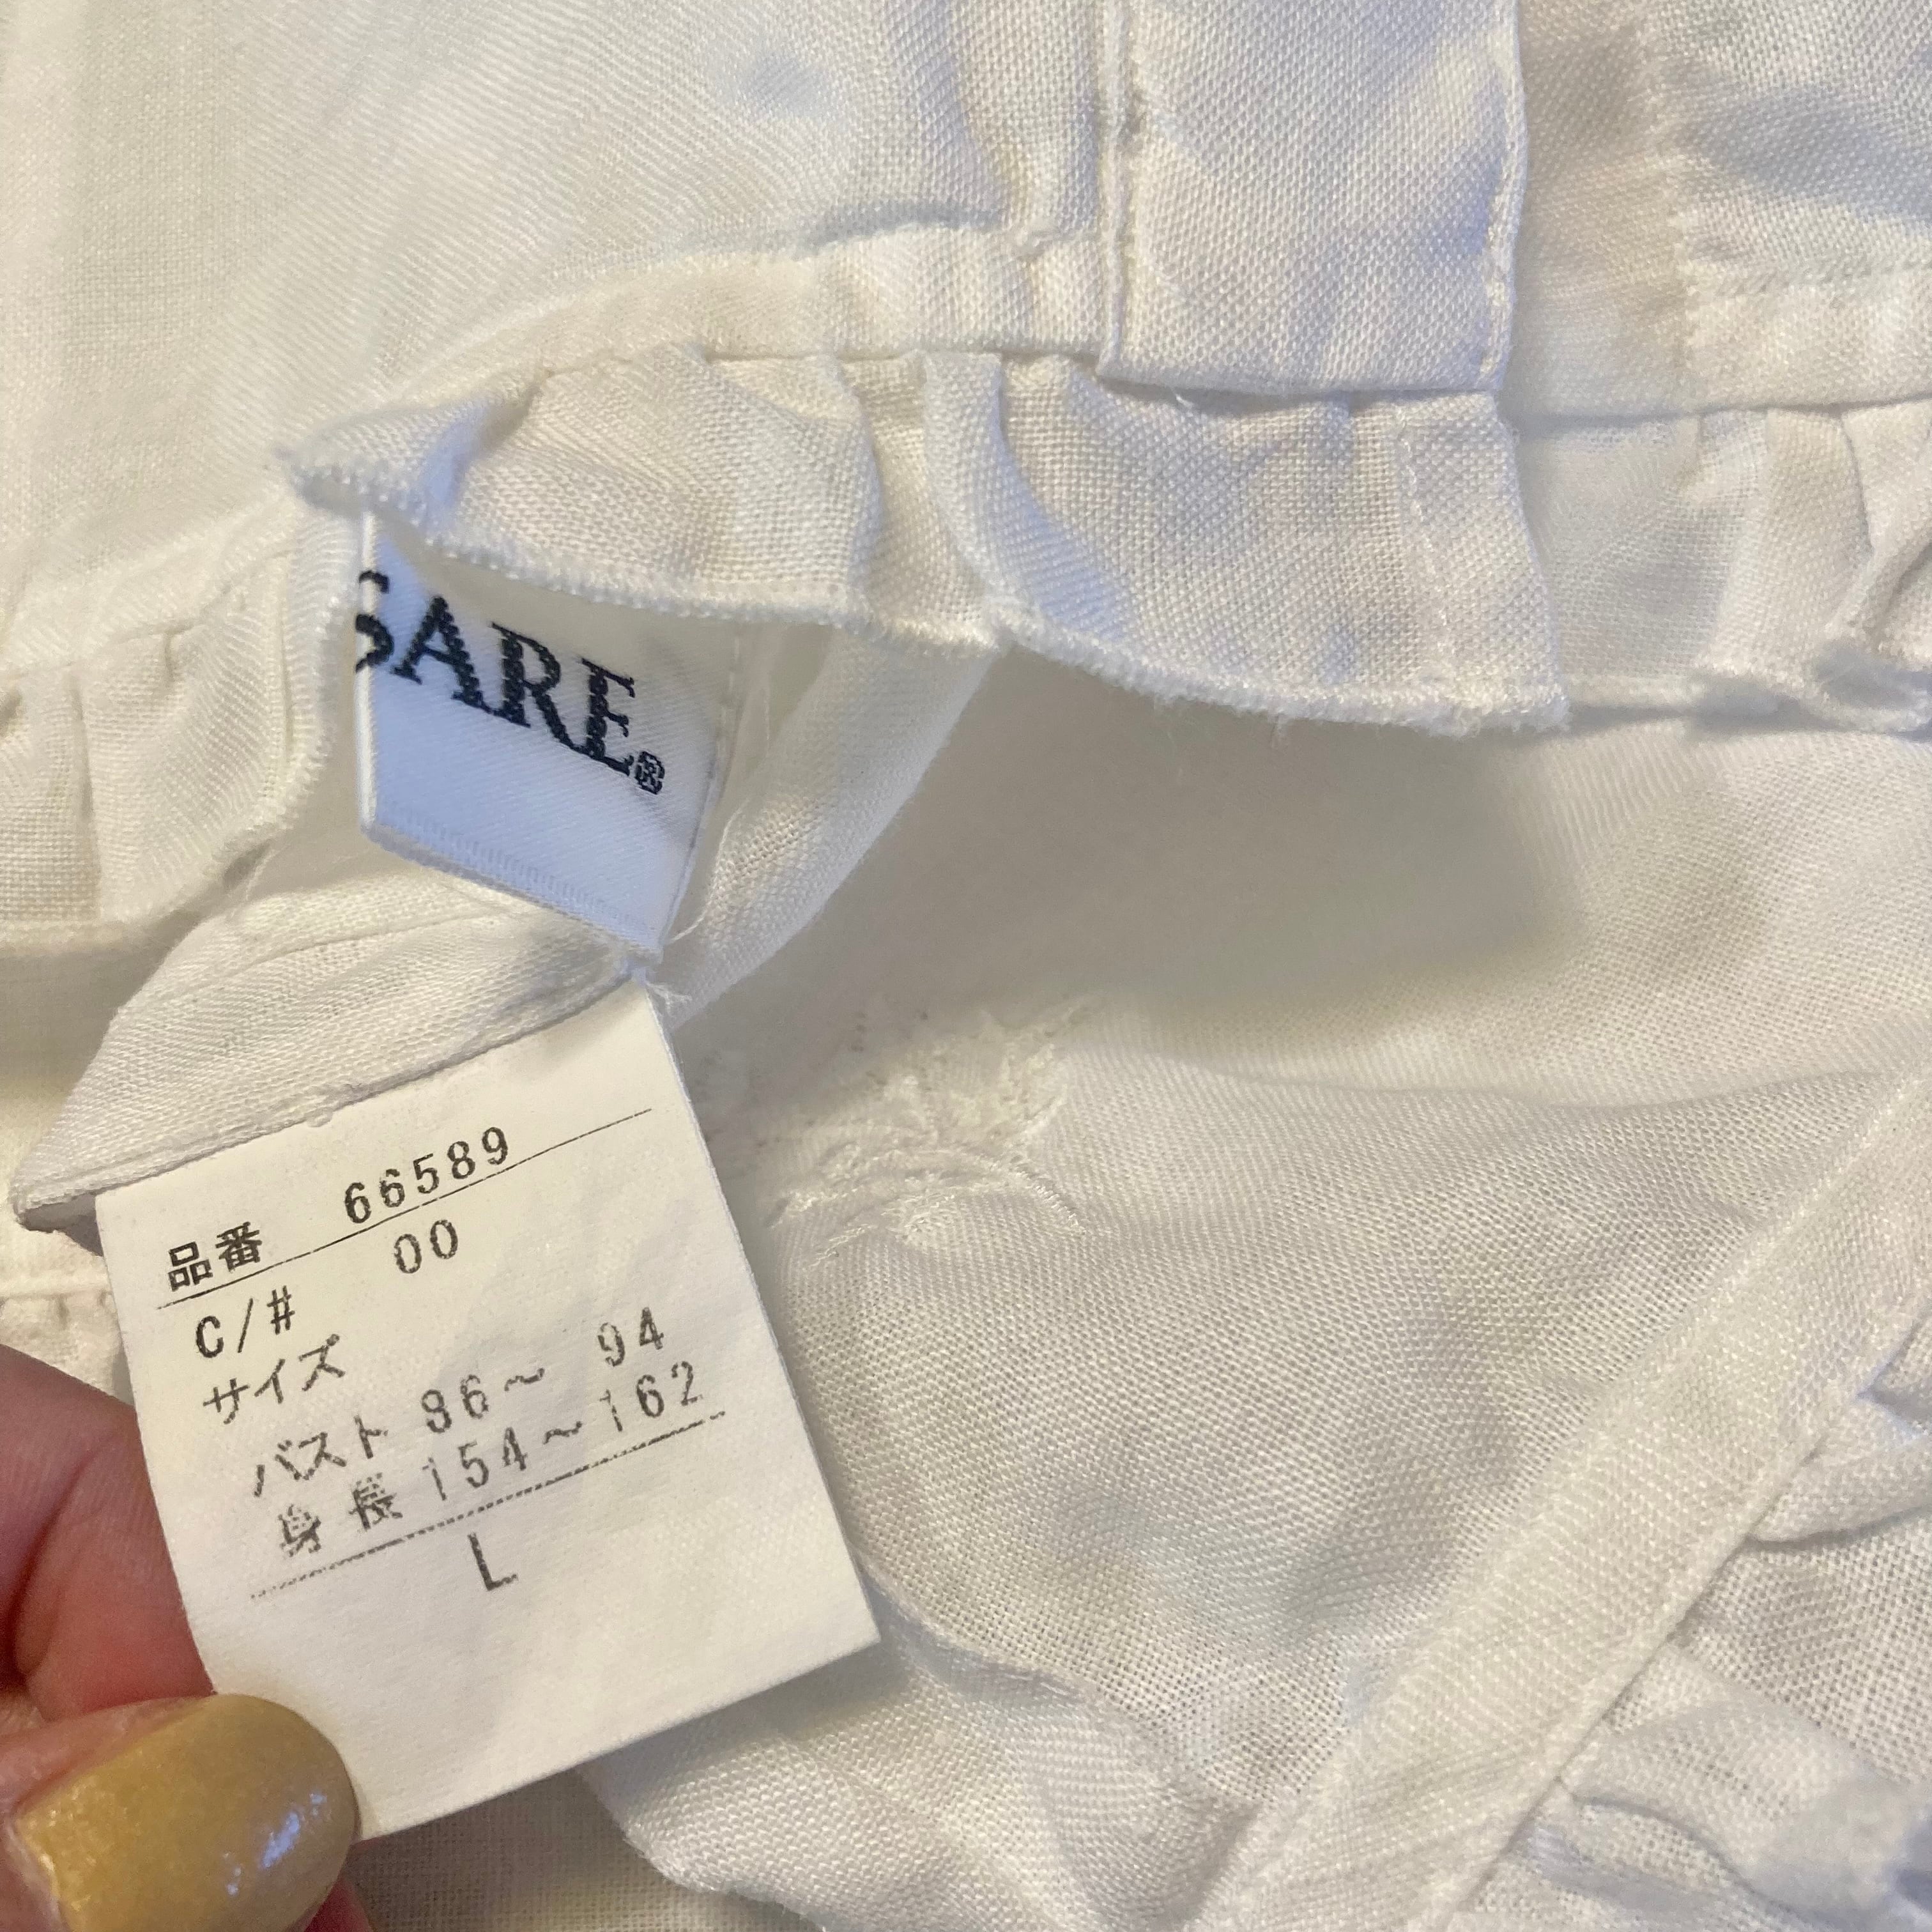 SARE®
品番 66589
C/# 00
サイズ
バスト 86～ 94
身長 154～162
L